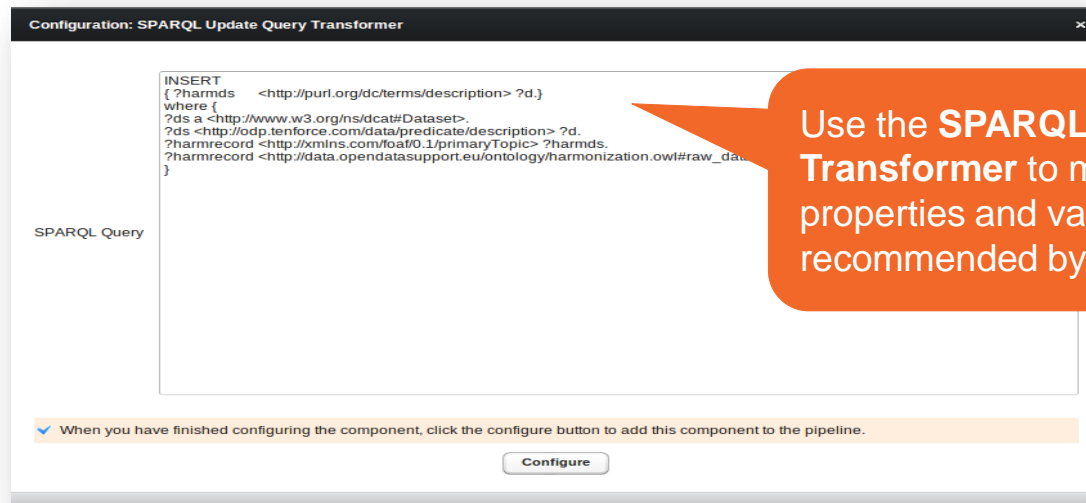 Configuration: SPARQL Update Query Transformer
×
INSERT
{ ?harmds <http://purl.org/dc/terms/description> ?d.}
where {
?ds a <http://www.w3.org/ns/dcat#Dataset>.
?ds <http://odp.tenforce.com/data/predicate/description> ?d.
?harmrecord <http://xmlns.com/foaf/0.1/primaryTopic> ?harmds.
?harmrecord <http://data.opendatasupport.eu/ontology/harmonization.owl#raw_da
}
SPARQL Query
Use the SPARQL
Transformer to
properties and
recommended by
When you have finished configuring the component, click the configure button to add this component to the pipeline.
Configure